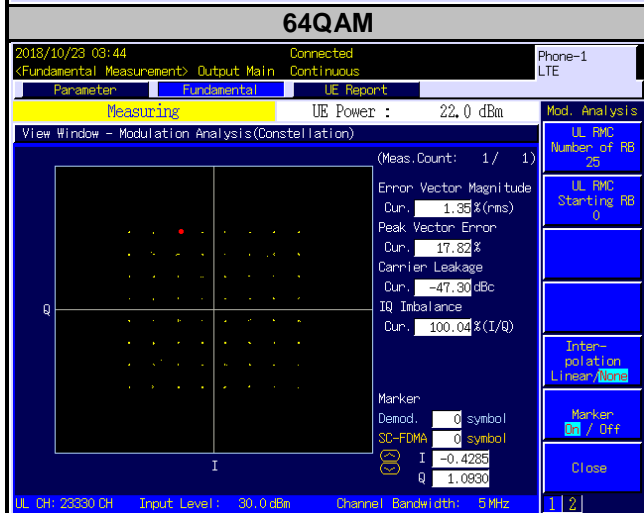 64QAM
2018/10/23 03:44 Connected Phone-1
<Fundamental Measurement> Output Main Continuous LTE
Parameter Fundamental UE Report
Measuring UE Power : 22.0 dBm Mod. Analysis
View Window - Modulation Analysis(Constellation)
UL RMC
Number of RB
25
(Meas.Count: 1/ 1)
Error Vector Magnitude
Cur. 1.35 %(rms)
UL RMC
Starting RB
0
Peak Vector Error
Cur. 17.82 %
Carrier Leakage
Cur. -47.30 dBc
IQ Imbalance
Cur. 100.04 %(I/Q)
Q
I
Inter-
polation
Linear/None
Marker
Demod. 0 symbol
SC-FDMA 0 symbol
I -0.4285
Q 1.0930
Marker
On / Off
Close
UL CH: 23330 CH Input Level: 30.0 dBm Channel Bandwidth: 5 MHz 1 2